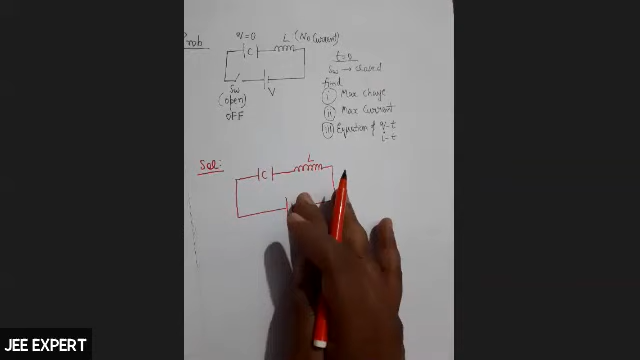 Prob
q=0
L (No Current)
C
Sw
(open)
OFF
V
t=0
Sw → closed
find
(i) Max Charge
(ii) Max Current
(iii) Equation of q-t
i-t
Sol:
C
L
JEE EXPERT